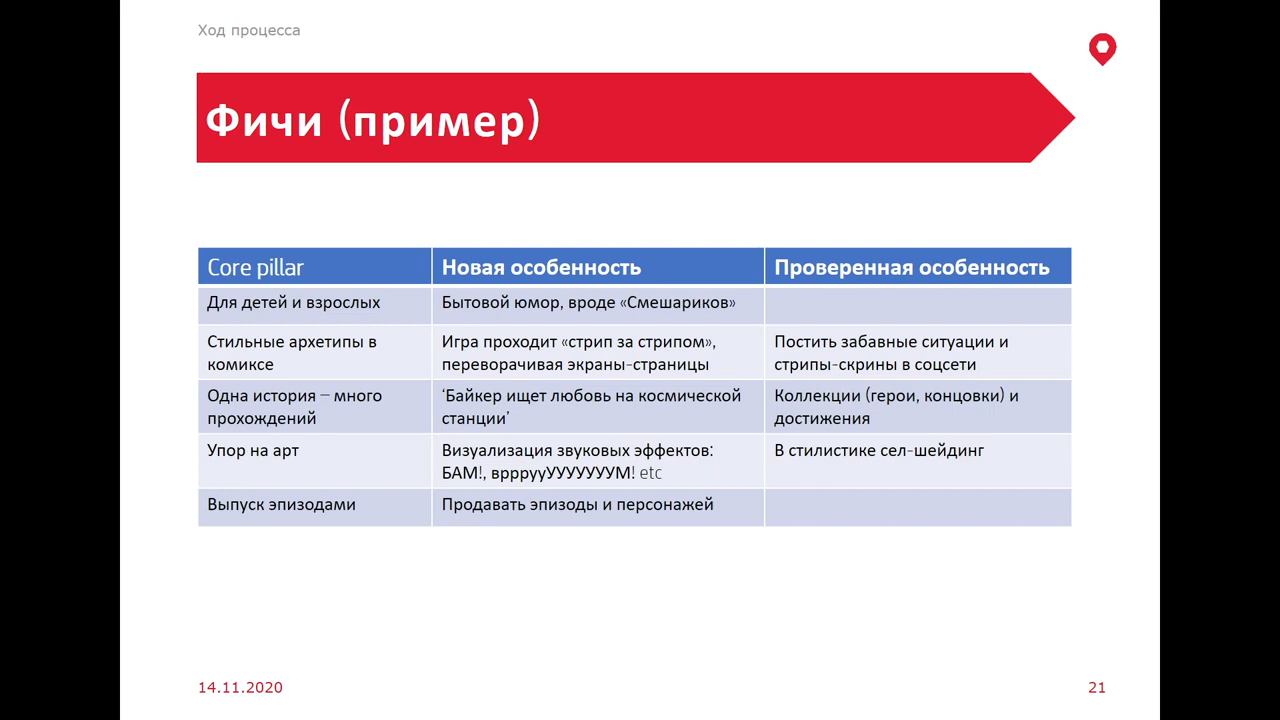 Ход процесса
Фичи (пример)
Core pillar
Новая особенность
Проверенная особенность
Для детей и взрослых
Бытовой юмор, вроде «Смешариков»
Стильные архетипы в
комиксе
Игра проходит «стрип за стрипом»,
переворачивая экраны-страницы
Постить забавные ситуации и
стрипы-скрины в соцсети
Одна история – много
прохождений
‘Байкер ищет любовь на космической
станции’
Коллекции (герои, концовки) и
достижения
Упор на арт
Визуализация звуковых эффектов:
БАМ!, врррууУУУУУУУМ! etc
В стилистике сел-шейдинг
Выпуск эпизодами
Продавать эпизоды и персонажей
14.11.2020
21